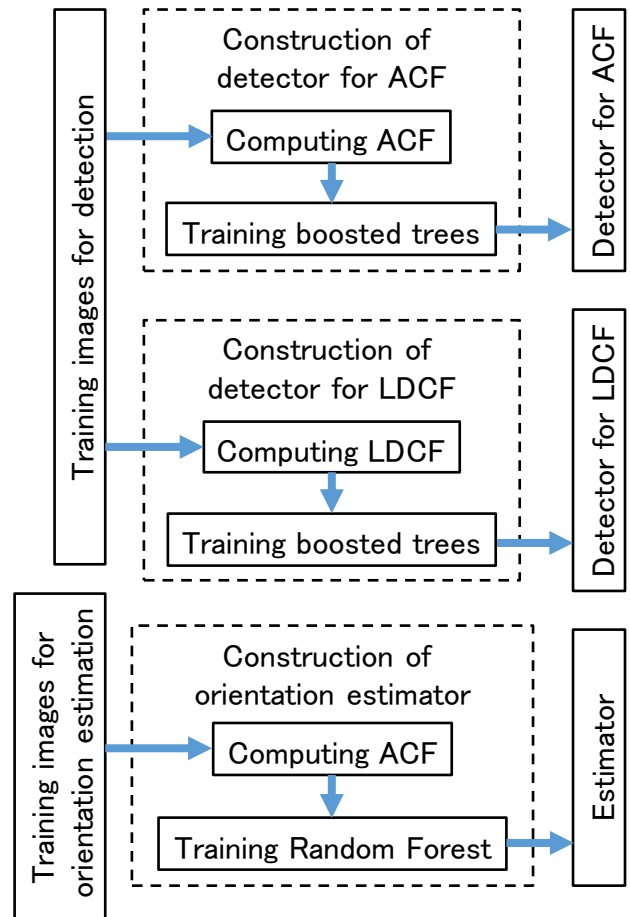 Training images for detection
Construction of
detector for ACF
Computing ACF
Training boosted trees
Detector for ACF
Construction of
detector for LDCF
Computing LDCF
Training boosted trees
Detector for LDCF
Training images for
orientation estimation
Construction of
orientation estimator
Computing ACF
Training Random Forest
Estimator